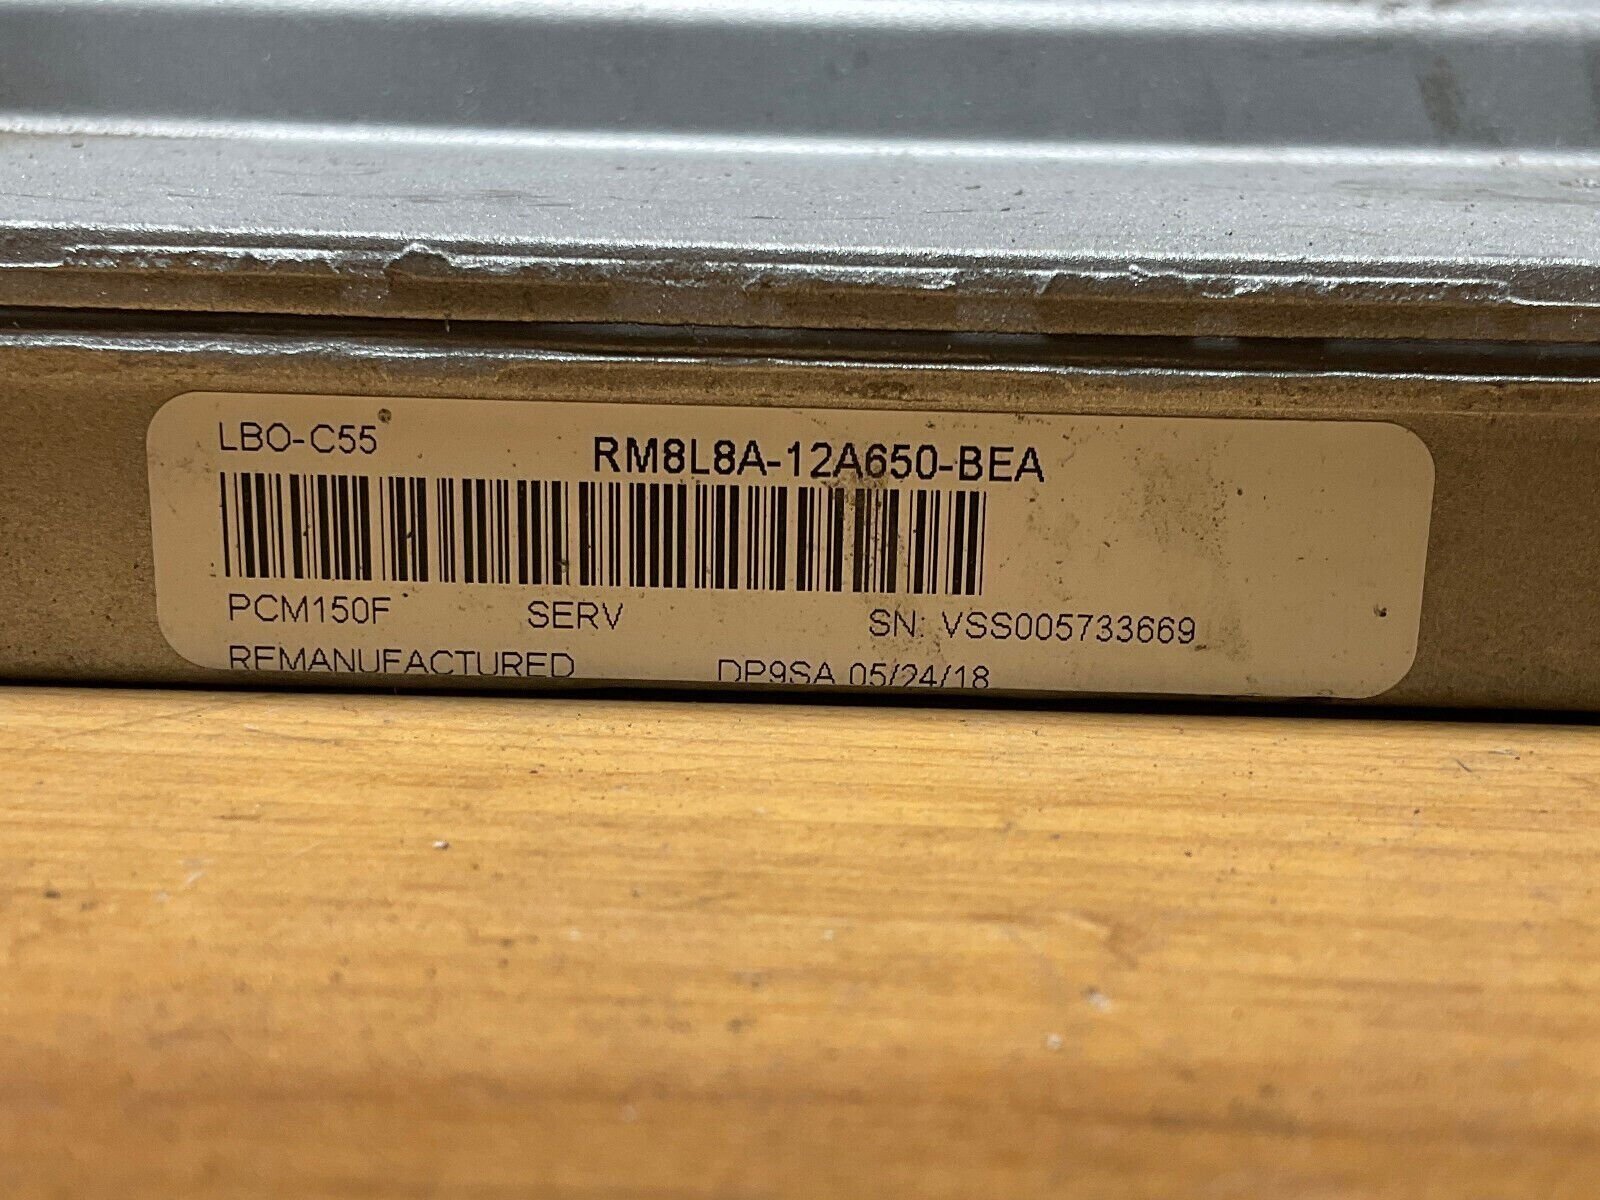 LBO-C55 RM8L8A-12A650-BEA
PCM150F SERV SN: VSS005733669
REMANUFACTURED DP9SA 05/24/18